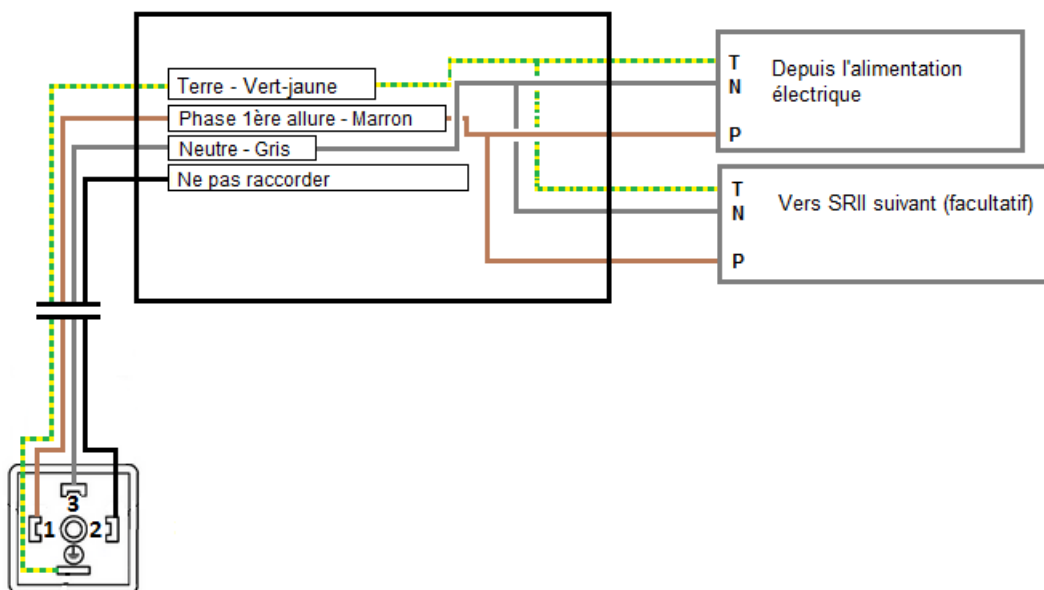 Terre - Vert-jaune
Phase 1ère allure - Marron
Neutre - Gris
Ne pas raccorder
T
N
P
Depuis l'alimentation
électrique
T
N
P
Vers SRII suivant (facultatif)
3
1 2